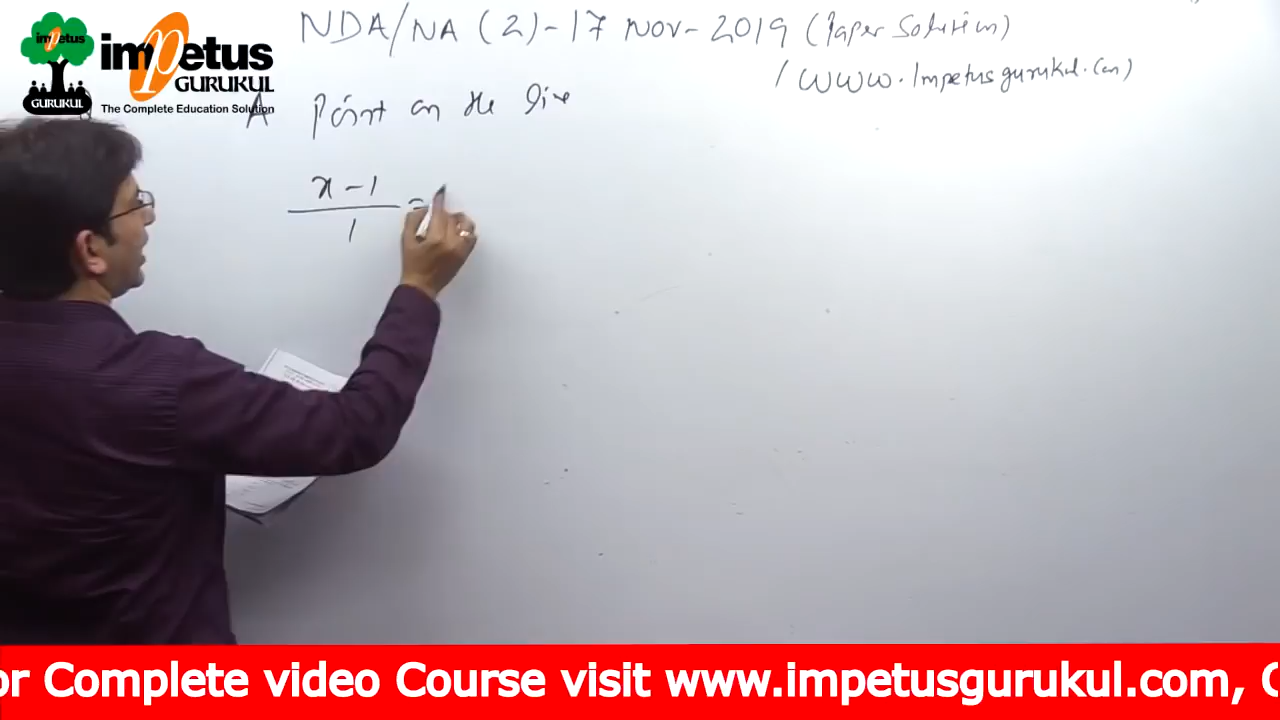 impetus
GURUKUL
impetus
GURUKUL
The Complete Education Solution
NDA/NA (2)-17 Nov-2019 (Paper Solution)
/ www.Impetusgurukul.com)
A Point on the line
x - 1
1
=
or Complete video Course visit www.impetusgurukul.com, C